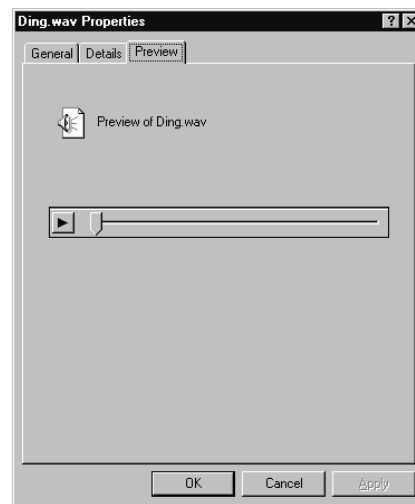 Ding.wav Properties
General Details Preview
Preview of Ding.wav
OK Cancel Apply